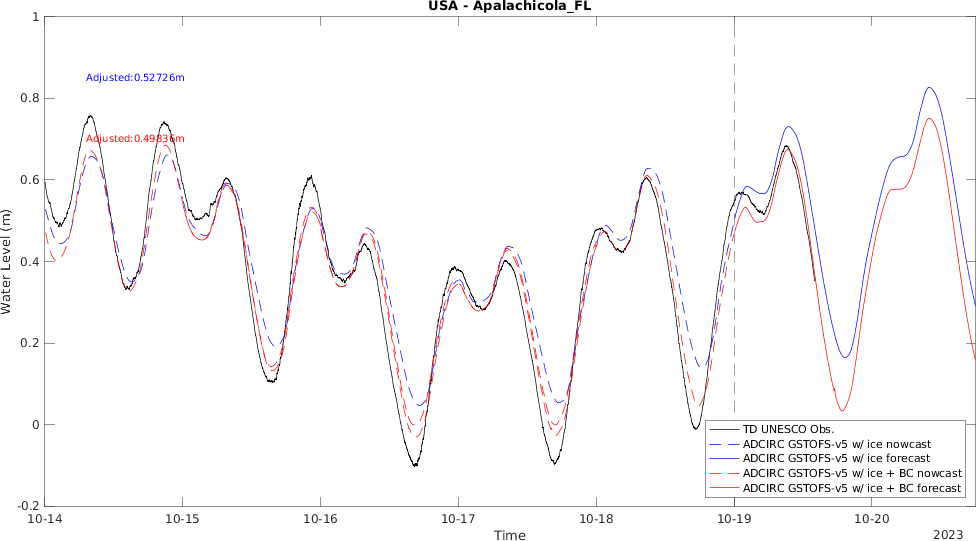 USA - Apalachicola_FL
1
0.8
0.6
0.4
0.2
0
-0.2
Water Level (m)
Adjusted:0.52726m
Adjusted:0.49836m
TD UNESCO Obs.
ADCIRC GSTOFS-v5 w/ ice nowcast
ADCIRC GSTOFS-v5 w/ ice forecast
ADCIRC GSTOFS-v5 w/ ice + BC nowcast
ADCIRC GSTOFS-v5 w/ ice + BC forecast
10-14 10-15 10-16 10-17 10-18 10-19 10-20
Time
2023